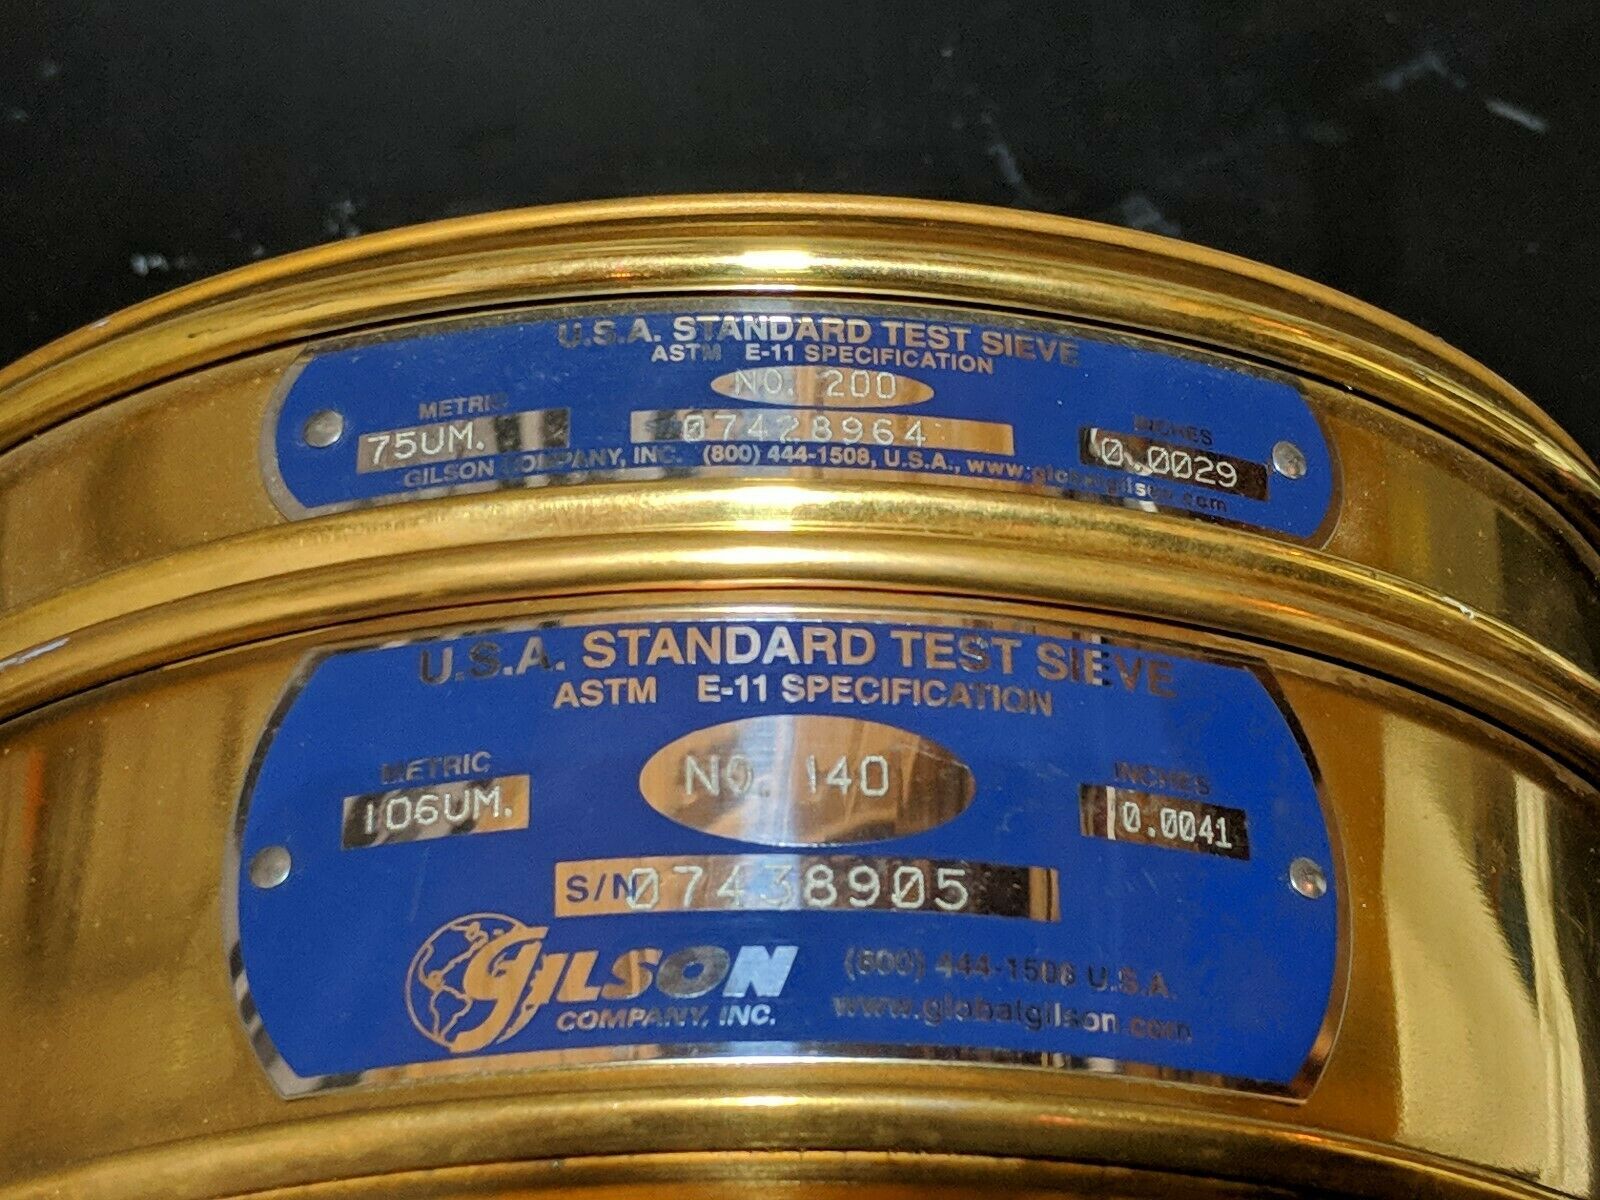 U.S.A. STANDARD TEST SIEVE
ASTM E-11 SPECIFICATION
NO. 200
METRIC
75UM.
07428964
INCHES
0.0029
GILSON COMPANY, INC. (800) 444-1508, U.S.A., www.globalgilson.com
U.S.A. STANDARD TEST SIEVE
ASTM E-11 SPECIFICATION
METRIC
106UM.
NO. 140
INCHES
0.0041
S/N 07438905
GILSON
COMPANY, INC.
(800) 444-1508 U.S.A.
www.globalgilson.com